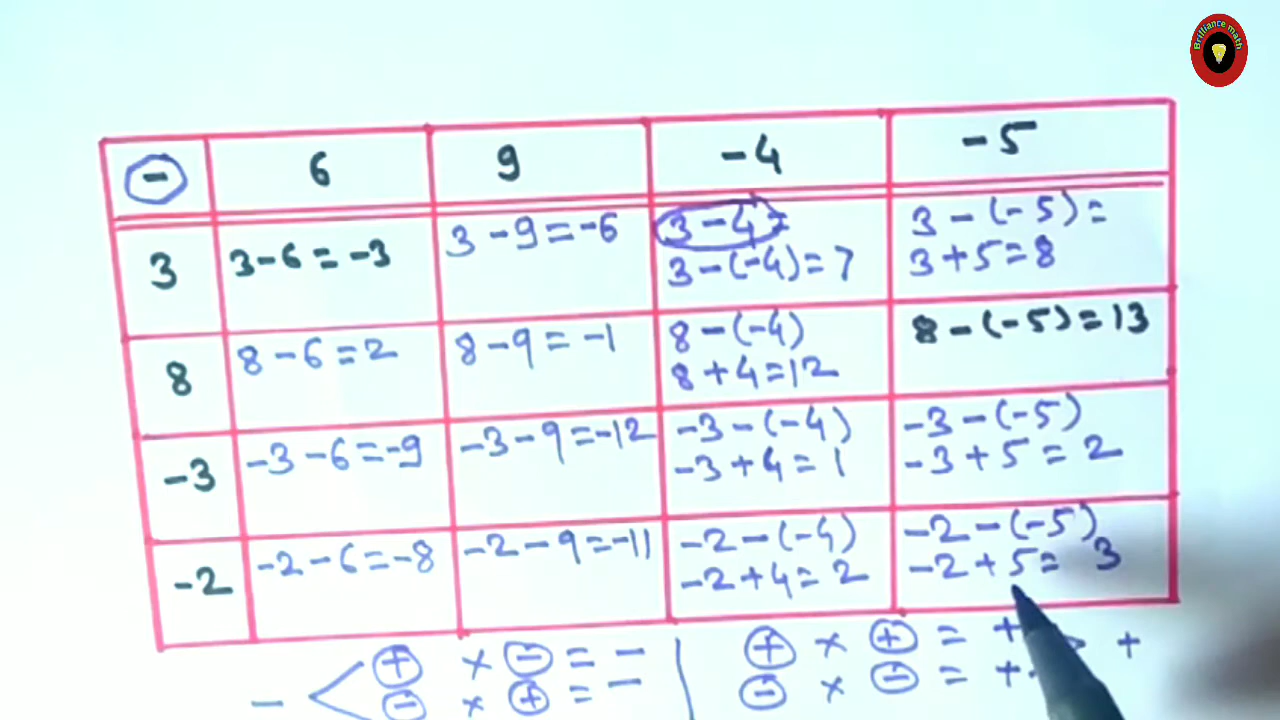 Brilliance math
- 6 9 -4 -5
3 3-6=-3 3-9=-6 3-4= 3-(-5)=
3-(-4)=7 3+5=8
8 8-6=2 8-9=-1 8-(-4) 8-(-5)=13
8+4=12
-3 -3-6=-9 -3-9=-12 -3-(-4) -3-(-5)
-3+4=1 -3+5=2
-2 -2-6=-8 -2-9=-11 -2-(-4) -2-(-5)
-2+4=2 -2+5=3
+ × - = - + × + = + +
- < - × + = - - × - = +